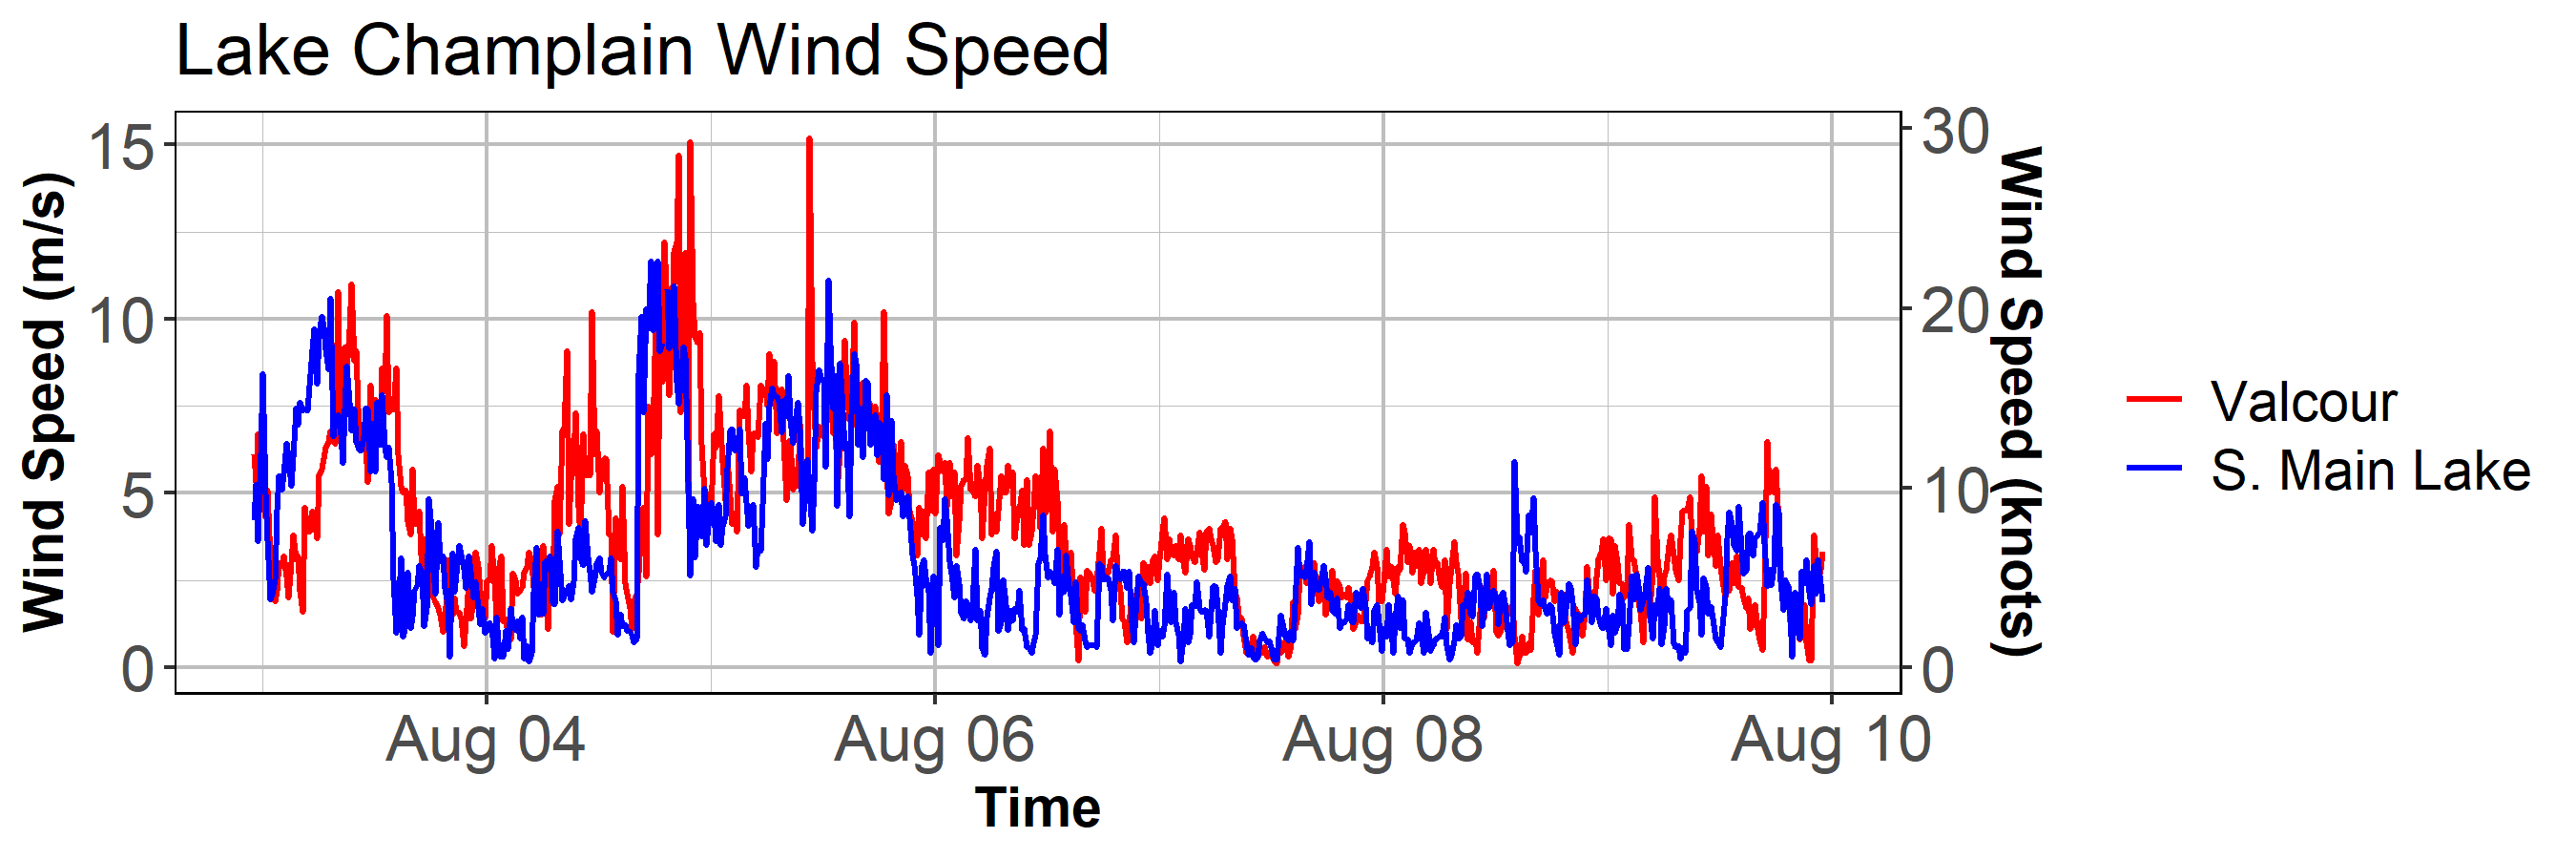 Lake Champlain Wind Speed
Wind Speed (m/s)
15
10
5
0
30
20
10
0
Wind Speed (knots)
Aug 04
Aug 06
Aug 08
Aug 10
Time
Valcour
S. Main Lake